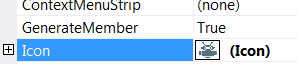 ContextMenuStrip (none)
GenerateMember True
Icon (Icon)